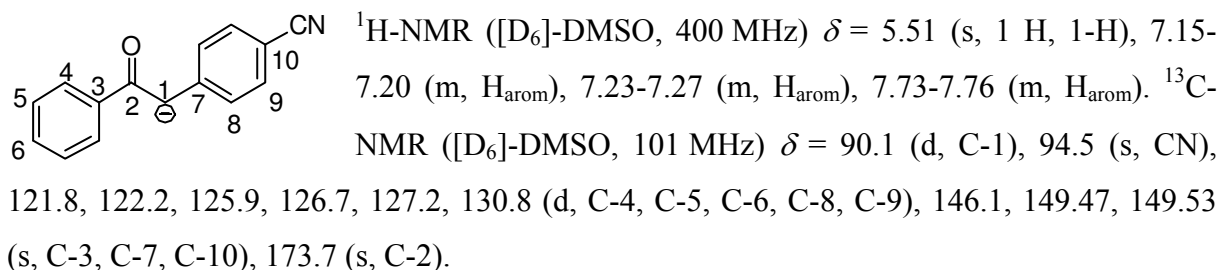 O
CN
4
3
1
10
5
2
7
9
6
⊖
8
¹H-NMR ([D₆]-DMSO, 400 MHz) δ = 5.51 (s, 1 H, 1-H), 7.15-
7.20 (m, Hₐᵣₒₘ), 7.23-7.27 (m, Hₐᵣₒₘ), 7.73-7.76 (m, Hₐᵣₒₘ). ¹³C-
NMR ([D₆]-DMSO, 101 MHz) δ = 90.1 (d, C-1), 94.5 (s, CN),
121.8, 122.2, 125.9, 126.7, 127.2, 130.8 (d, C-4, C-5, C-6, C-8, C-9), 146.1, 149.47, 149.53
(s, C-3, C-7, C-10), 173.7 (s, C-2).